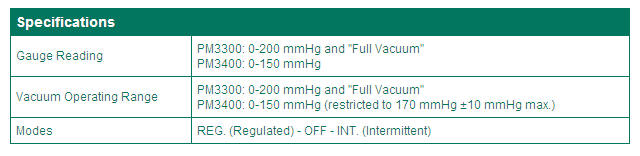 Specifications
Gauge Reading
PM3300: 0-200 mmHg and "Full Vacuum"
PM3400: 0-150 mmHg
Vacuum Operating Range
PM3300: 0-200 mmHg and "Full Vacuum"
PM3400: 0-150 mmHg (restricted to 170 mmHg ±10 mmHg max.)
Modes
REG. (Regulated) - OFF - INT. (Intermittent)